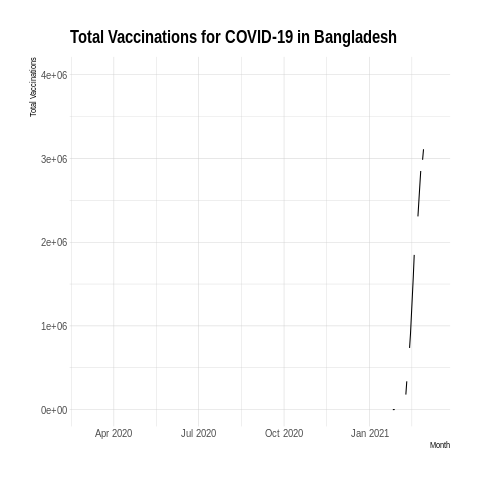 Total Vaccinations for COVID-19 in Bangladesh
Total Vaccinations
4e+06
3e+06
2e+06
1e+06
0e+00
Apr 2020 Jul 2020 Oct 2020 Jan 2021
Month